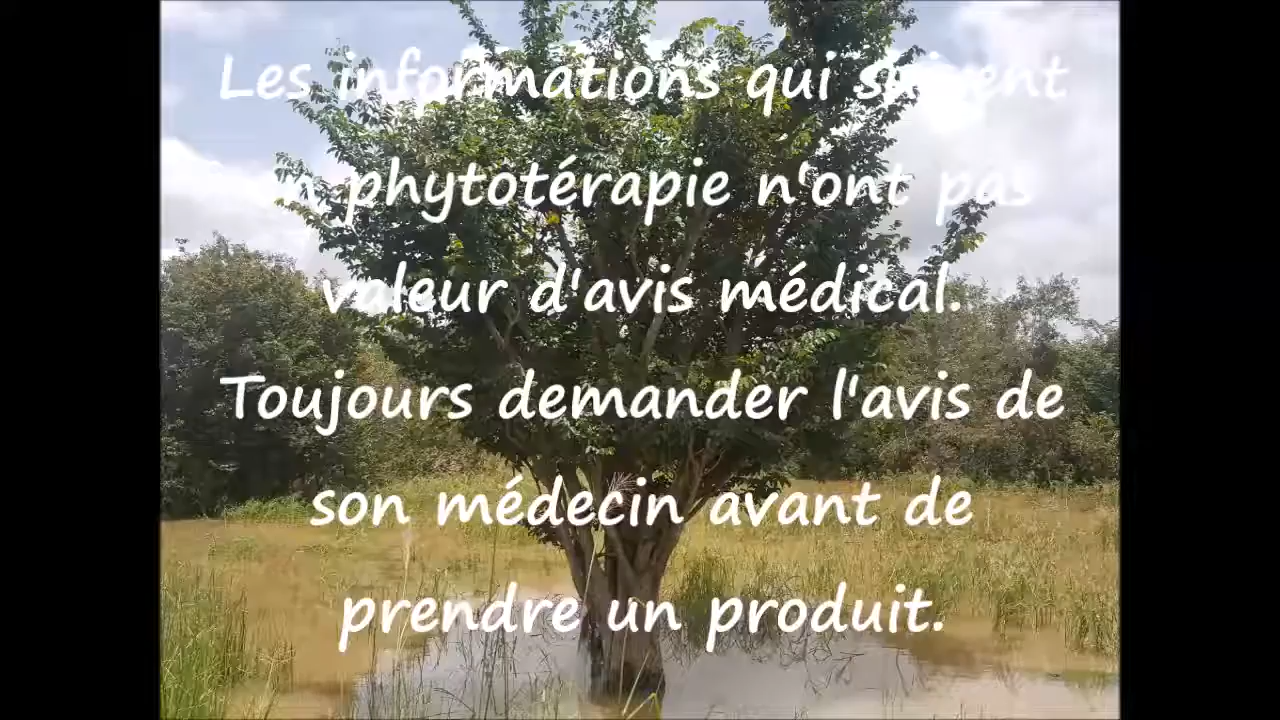 Les informations qui suivent
en phytotérapie n'ont pas
valeur d'avis médical.
Toujours demander l'avis de
son médecin avant de
prendre un produit.